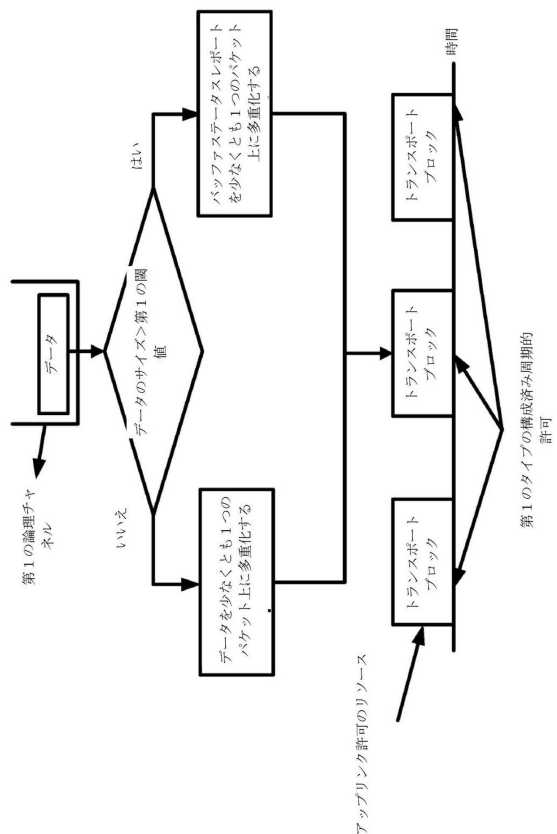 第1の論理チャ
ネル
データ
データのサイズ>第1の閾
値
いいえ
はい
データを少なくとも1つの
パケット上に多重化する
バッファステータスレポート
を少なくとも1つのパケット
上に多重化する
アップリンク許可のリソース
トランスポート
ブロック
トランスポート
ブロック
トランスポート
ブロック
時間
第1のタイプの構成済み周期的
許可